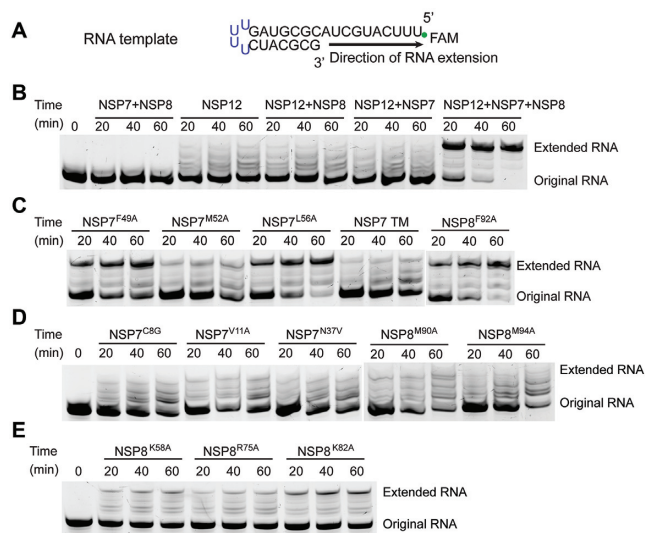 A
RNA template
UUUUU GAUGCGCAUCGUACUUU 5’
CUACGCG FAM
3’ Direction of RNA extension
B
Time NSP7+NSP8 NSP12 NSP12+NSP8 NSP12+NSP7 NSP12+NSP7+NSP8
(min) 0 20 40 60 20 40 60 20 40 60 20 40 60 20 40 60
Extended RNA
Original RNA
C
Time NSP7F49A NSP7M52A NSP7L56A NSP7 TM NSP8F92A
(min) 20 40 60 20 40 60 20 40 60 20 40 60 20 40 60
Extended RNA
Original RNA
D
Time NSP7C8G NSP7V11A NSP7N37V NSP8M90A NSP8M94A
(min) 0 20 40 60 20 40 60 20 40 60 20 40 60 20 40 60
Extended RNA
Original RNA
E
Time NSP8K58A NSP8R75A NSP8K82A
(min) 0 20 40 60 20 40 60 20 40 60
Extended RNA
Original RNA